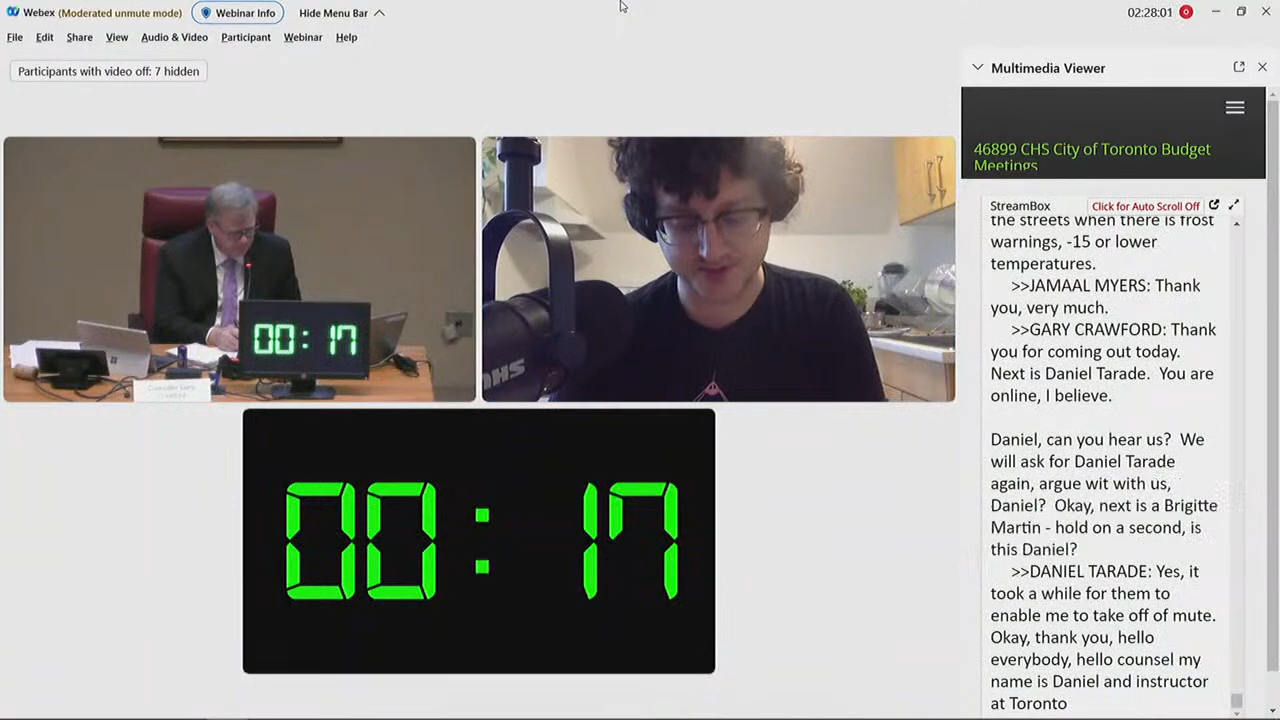 Webex (Moderated unmute mode) Webinar Info Hide Menu Bar
02:28:01
File Edit Share View Audio & Video Participant Webinar Help
Participants with video off: 7 hidden
Multimedia Viewer
46899 CHS City of Toronto Budget
Meetings
StreamBox Click for Auto Scroll Off
the streets when there is frost
warnings, -15 or lower
temperatures.
>>JAMAAL MYERS: Thank
you, very much.
>>GARY CRAWFORD: Thank
you for coming out today.
Next is Daniel Tarade. You are
online, I believe.
Daniel, can you hear us? We
will ask for Daniel Tarade
again, argue wit with us,
Daniel? Okay, next is a Brigitte
Martin - hold on a second, is
this Daniel?
>>DANIEL TARADE: Yes, it
took a while for them to
enable me to take off of mute.
Okay, thank you, hello
everybody, hello counsel my
name is Daniel and instructor
at Toronto
00:17
00:17